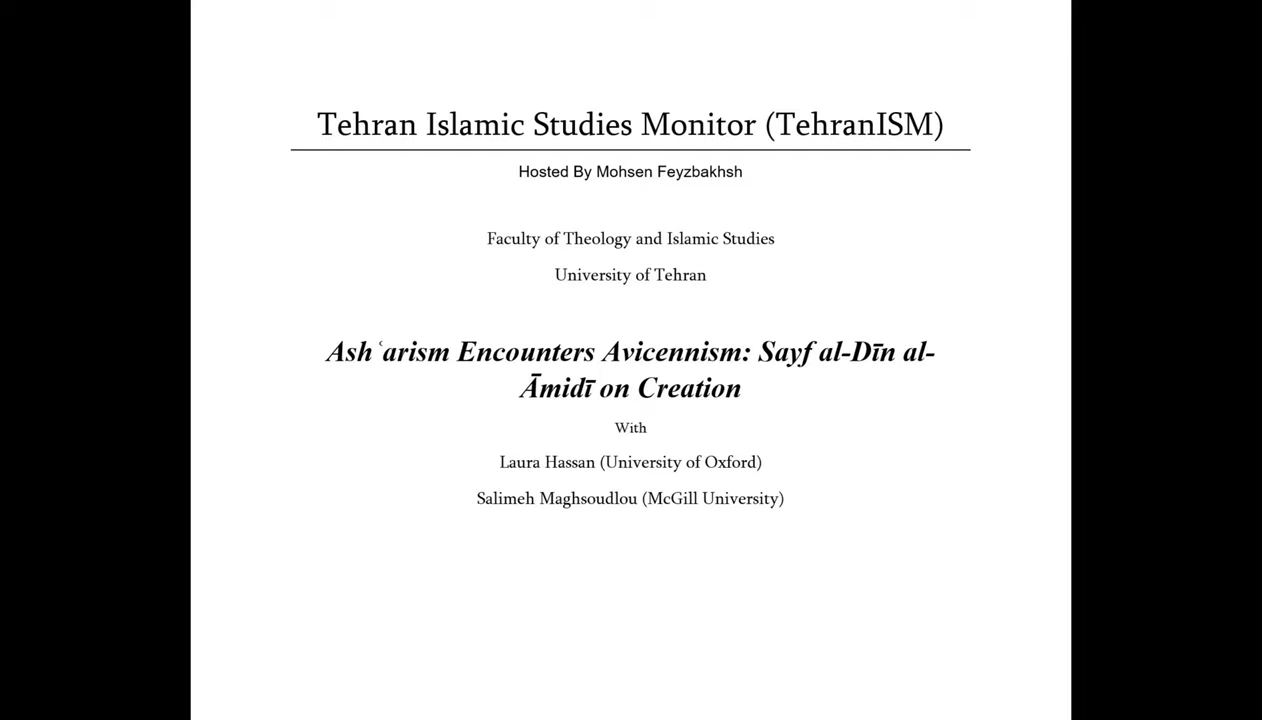 Tehran Islamic Studies Monitor (TehranISM)
Hosted By Mohsen Feyzbakhsh
Faculty of Theology and Islamic Studies
University of Tehran
Ashʿarism Encounters Avicennism: Sayf al-Dīn al-
Āmidī on Creation
With
Laura Hassan (University of Oxford)
Salimeh Maghsoudlou (McGill University)